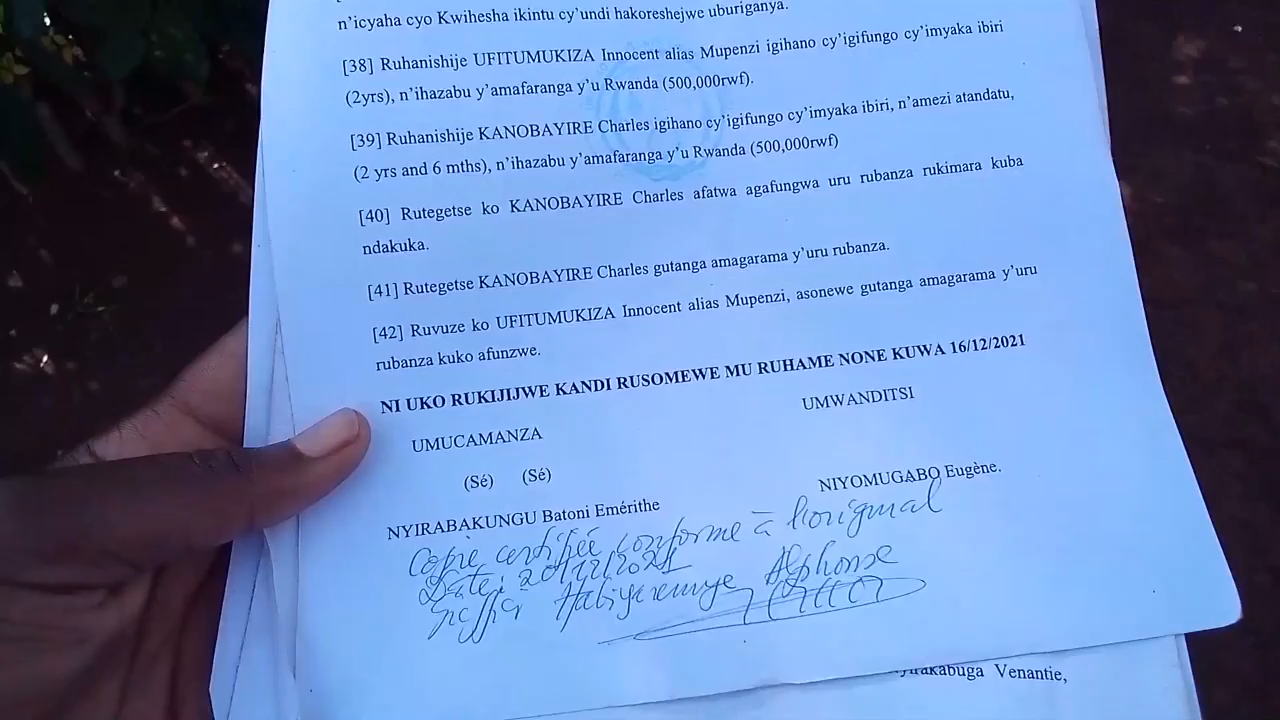 n'icyaha cyo Kwihesha ikintu cy'undi hakoreshejwe uburiganya.
[38] Ruhanishije UFITUMUKIZA Innocent alias Mupenzi igihano cy'igifungo cy'imyaka ibiri
(2yrs), n'ihazabu y'amafaranga y'u Rwanda (500,000rwf).
[39] Ruhanishije KANOBAYIRE Charles igihano cy'igifungo cy'imyaka ibiri, n'amezi atandatu,
(2 yrs and 6 mths), n'ihazabu y'amafaranga y'u Rwanda (500,000rwf)
[40] Rutegetse ko KANOBAYIRE Charles afatwa agafungwa uru rubanza rukimara kuba
ndakuka.
[41] Rutegetse KANOBAYIRE Charles gutanga amagarama y'uru rubanza.
[42] Ruvuze ko UFITUMUKIZA Innocent alias Mupenzi, asonewe gutanga amagarama y'uru
rubanza kuko afunzwe.
NI UKO RUKIJIJWE KANDI RUSOMEWE MU RUHAME NONE KUWA 16/12/2021
UMUCAMANZA UMWANDITSI
(Sé) (Sé)
NYIRABAKUNGU Batoni Emérithe NIYOMUGABO Eugène.
Copie certifiée conforme à l'original
Date: 20/12/2021
Alphonse
Venantie,